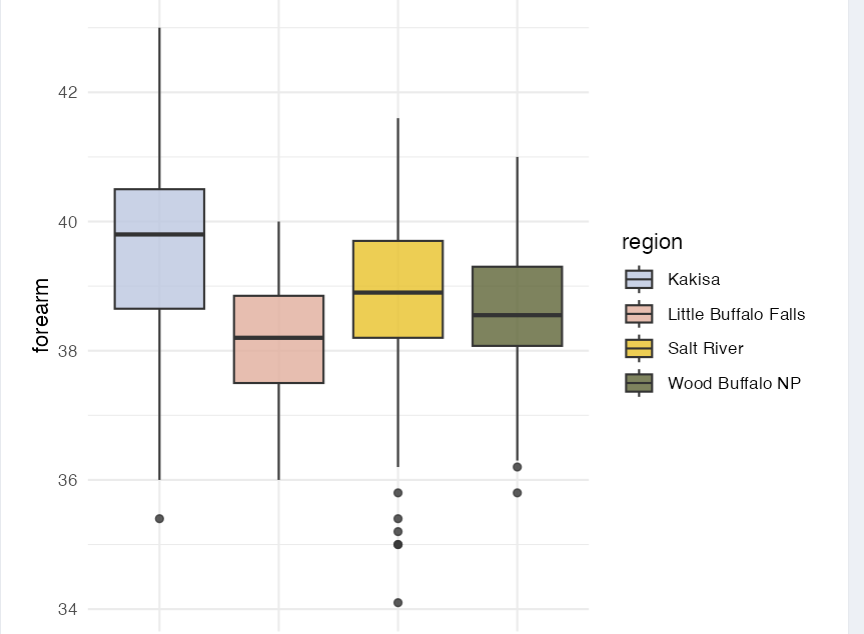 42
40
38
36
34
forearm
region
Kakisa
Little Buffalo Falls
Salt River
Wood Buffalo NP